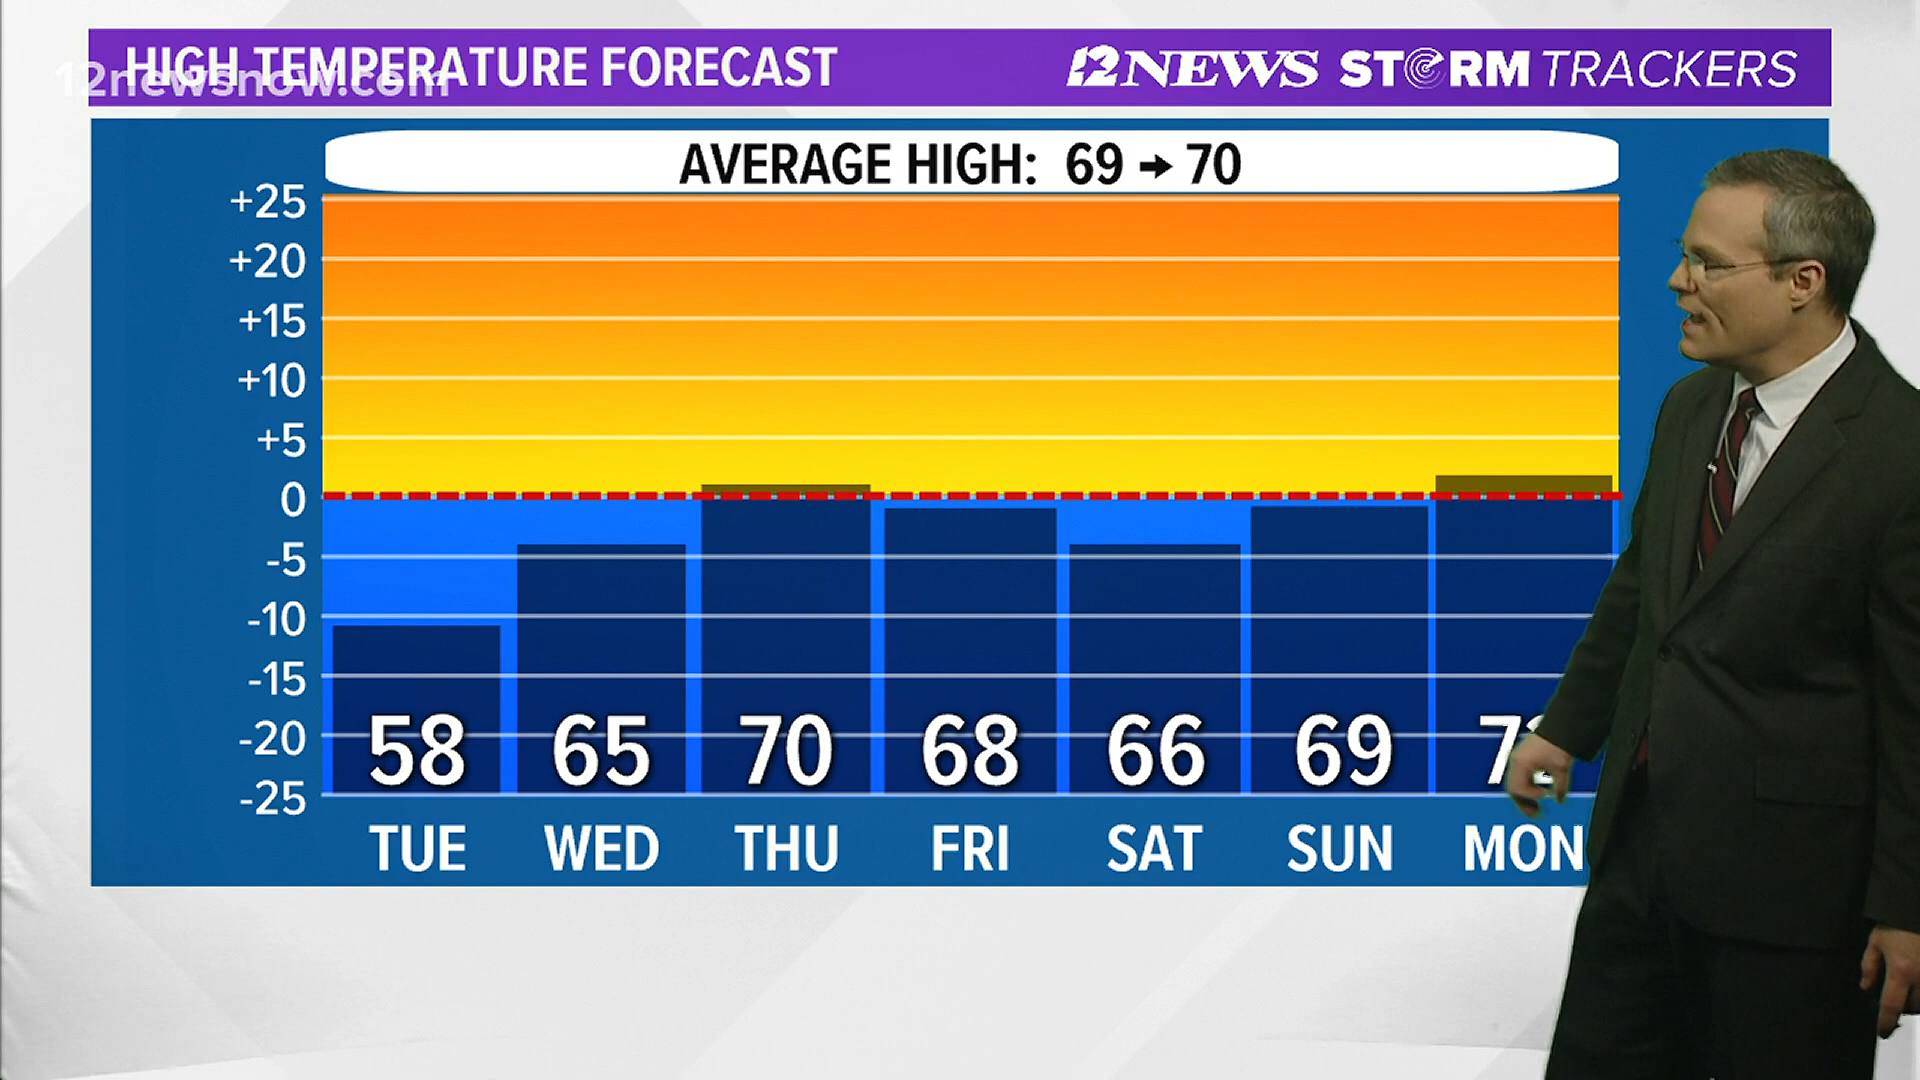 HIGH TEMPERATURE FORECAST
12newsnow.com
12NEWS STORM TRACKERS
AVERAGE HIGH: 69 → 70
+25
+20
+15
+10
+5
0
-5
-10
-15
-20
-25
58 65 70 68 66 69
TUE WED THU FRI SAT SUN MON